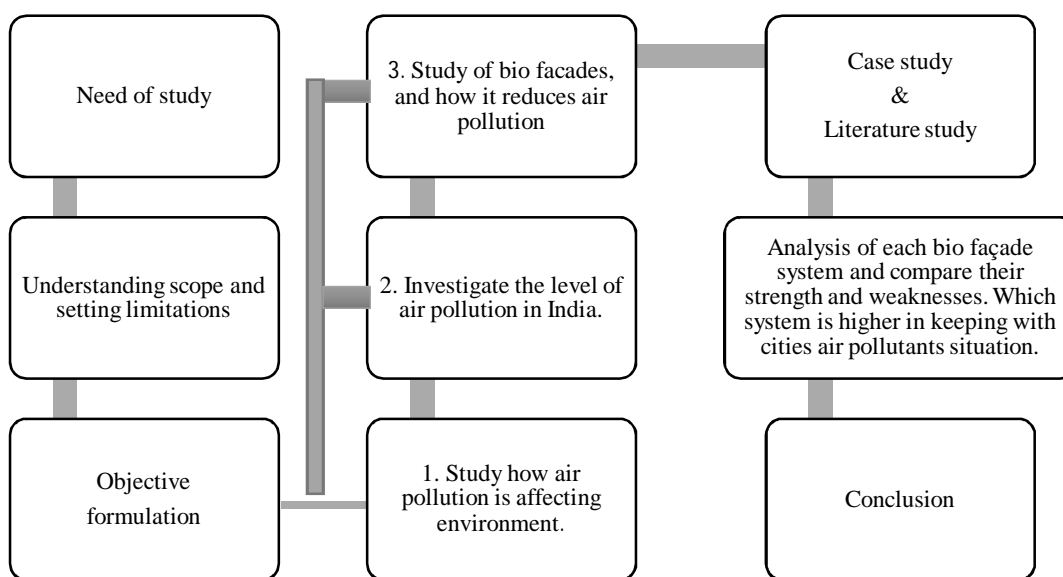 Need of study
Understanding scope and
setting limitations
Objective
formulation
1. Study how air
pollution is affecting
environment.
2. Investigate the level of
air pollution in India.
3. Study of bio facades,
and how it reduces air
pollution
Case study
&
Literature study
Analysis of each bio façade
system and compare their
strength and weaknesses. Which
system is higher in keeping with
cities air pollutants situation.
Conclusion